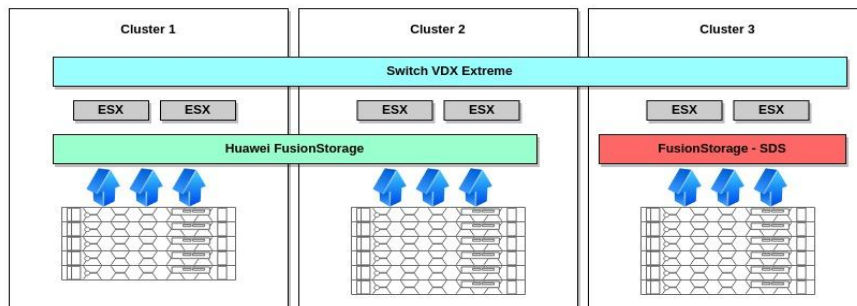 Cluster 1
Cluster 2
Cluster 3
Switch VDX Extreme
ESX
ESX
ESX
ESX
ESX
ESX
Huawei FusionStorage
FusionStorage - SDS